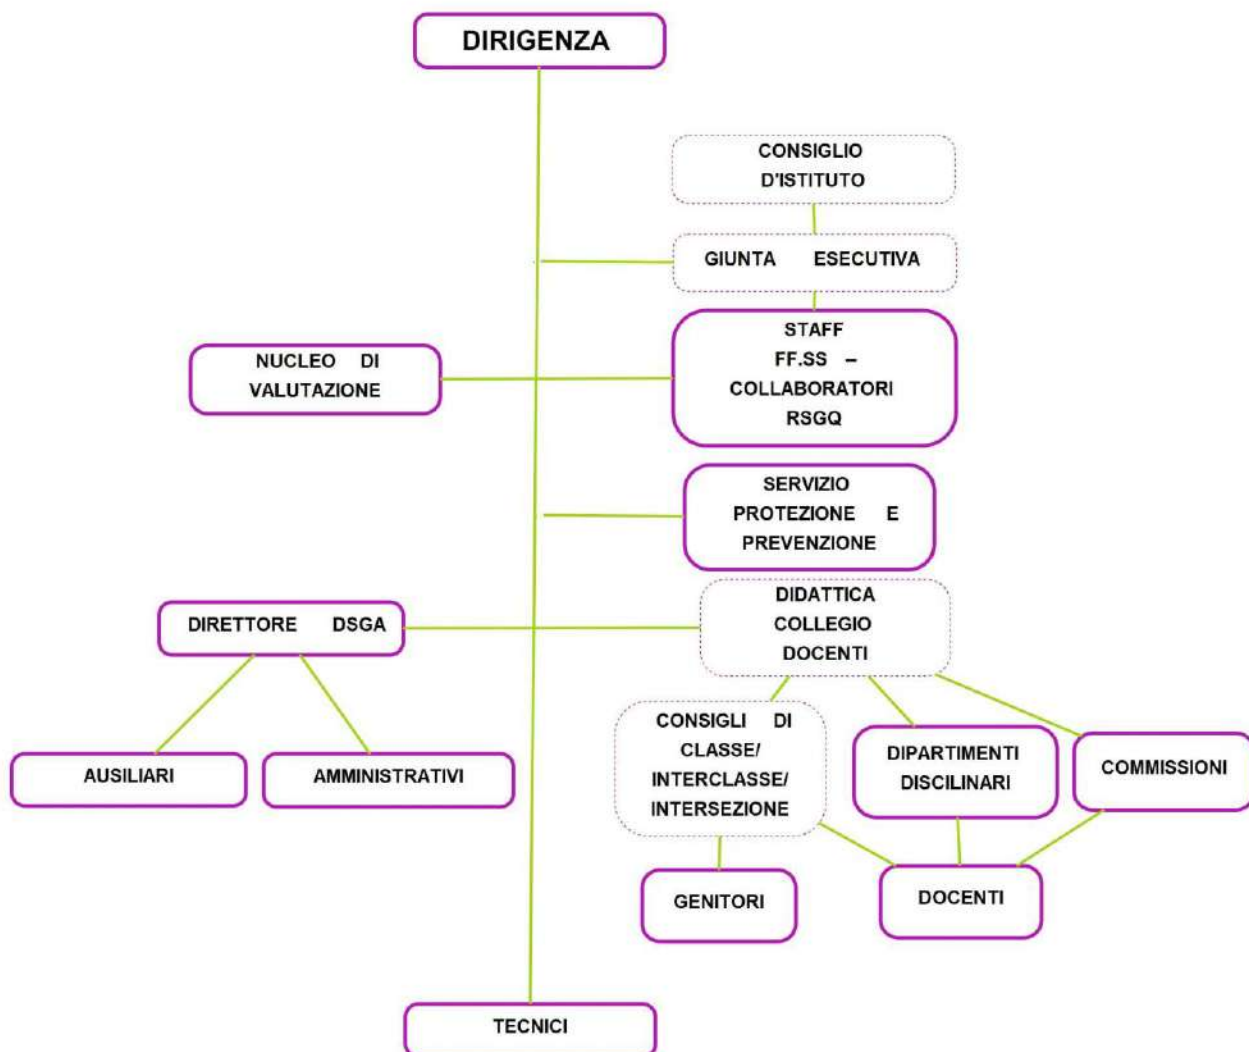 DIRIGENZA
CONSIGLIO
D'ISTITUTO
GIUNTA ESECUTIVA
STAFF
FF.SS –
COLLABORATORI
RSGQ
NUCLEO DI
VALUTAZIONE
SERVIZIO
PROTEZIONE E
PREVENZIONE
DIRETTORE DSGA
DIDATTICA
COLLEGIO
DOCENTI
AUSILIARI
AMMINISTRATIVI
CONSIGLI DI
CLASSE/
INTERCLASSE/
INTERSEZIONE
DIPARTIMENTI
DISCILINARI
COMMISSIONI
GENITORI
DOCENTI
TECNICI